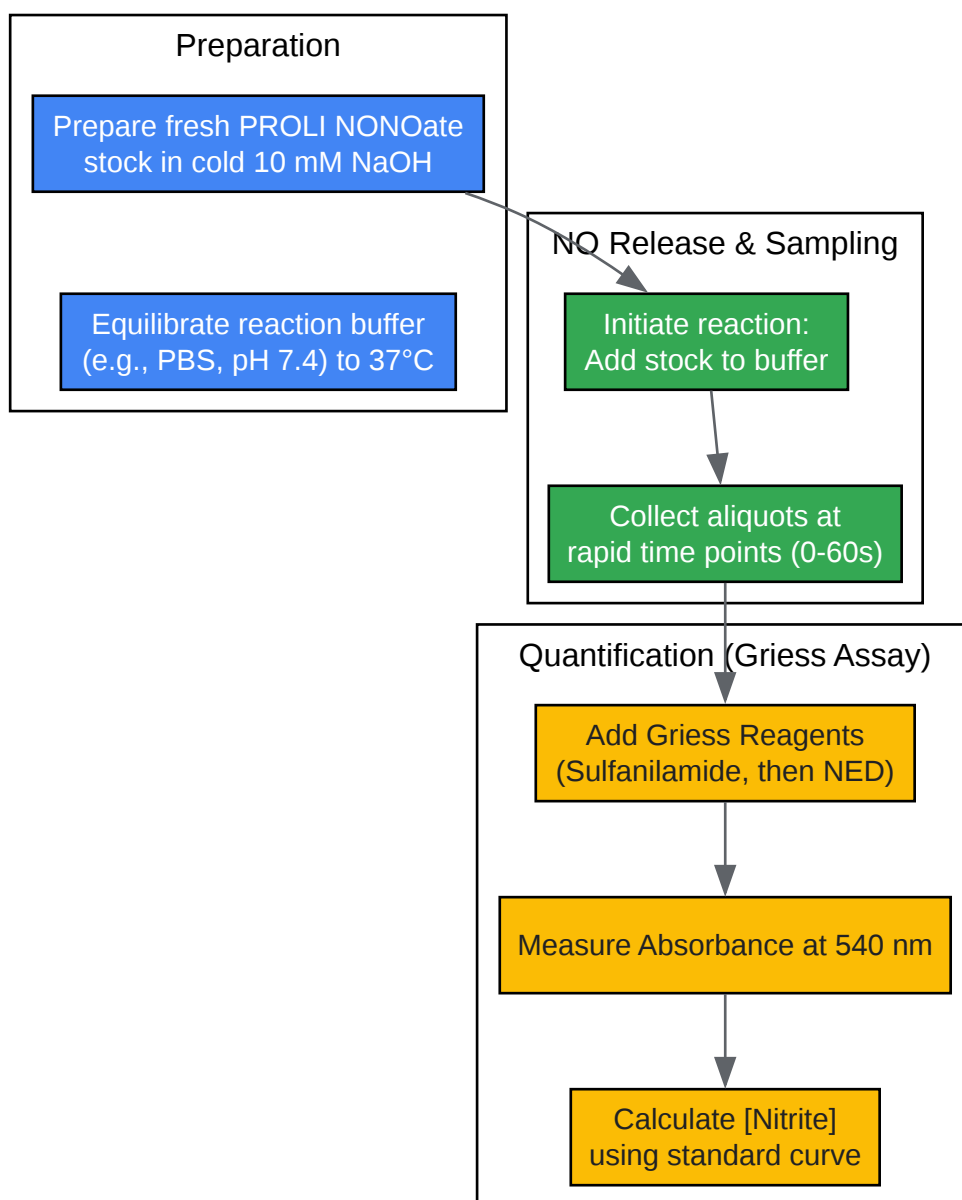 Preparation
Prepare fresh PROLI NONOate
stock in cold 10 mM NaOH
Equilibrate reaction buffer
(e.g., PBS, pH 7.4) to 37°C
NO Release & Sampling
Initiate reaction:
Add stock to buffer
Collect aliquots at
rapid time points (0-60s)
Quantification (Griess Assay)
Add Griess Reagents
(Sulfanilamide, then NED)
Measure Absorbance at 540 nm
Calculate [Nitrite]
using standard curve